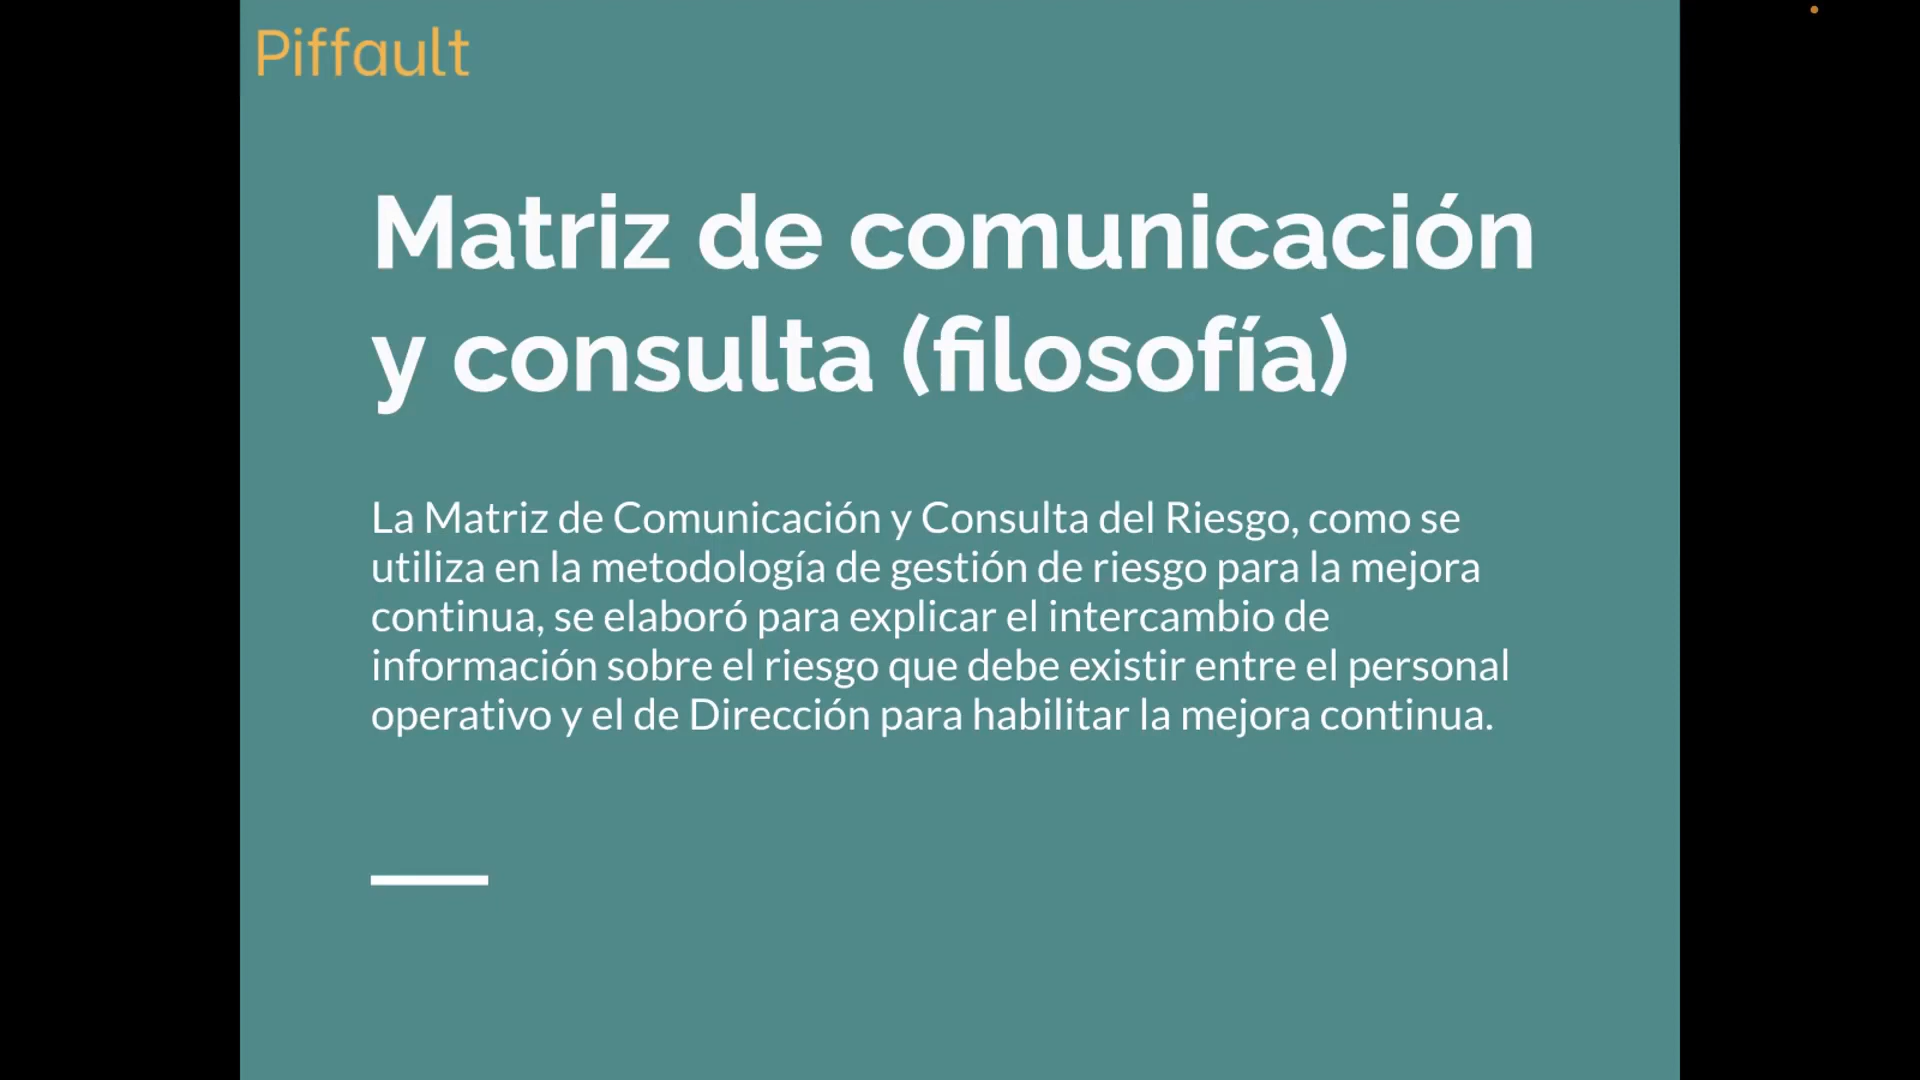 Piffault
Matriz de comunicación
y consulta (filosofía)
La Matriz de Comunicación y Consulta del Riesgo, como se
utiliza en la metodología de gestión de riesgo para la mejora
continua, se elaboró para explicar el intercambio de
información sobre el riesgo que debe existir entre el personal
operativo y el de Dirección para habilitar la mejora continua.